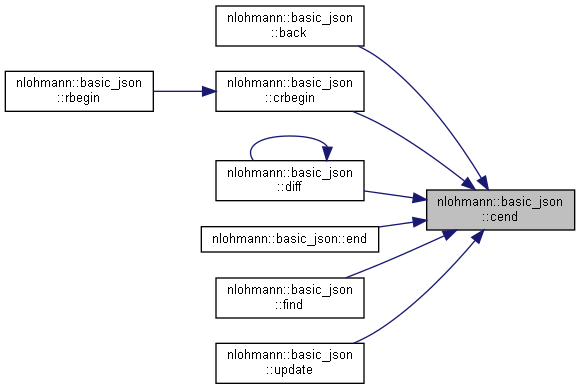 nlohmann::basic_json
::back
nlohmann::basic_json
::rbegin
nlohmann::basic_json
::crbegin
nlohmann::basic_json
::diff
nlohmann::basic_json
::cend
nlohmann::basic_json::end
nlohmann::basic_json
::find
nlohmann::basic_json
::update